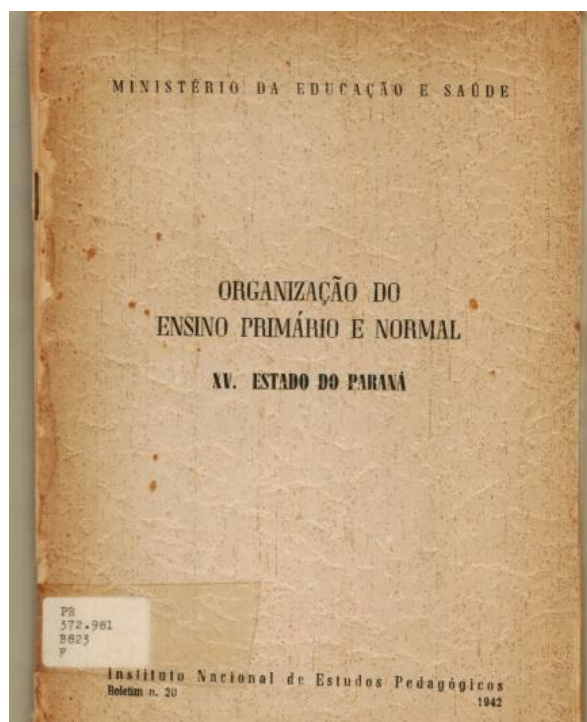 MINISTÉRIO DA EDUCAÇÃO E SAÚDE
ORGANIZAÇÃO DO
ENSINO PRIMÁRIO E NORMAL
XV. ESTADO DO PARANÁ
PR
372.981
B823
F
Instituto Nacional de Estudos Pedagógicos
Boletim n. 20
1942